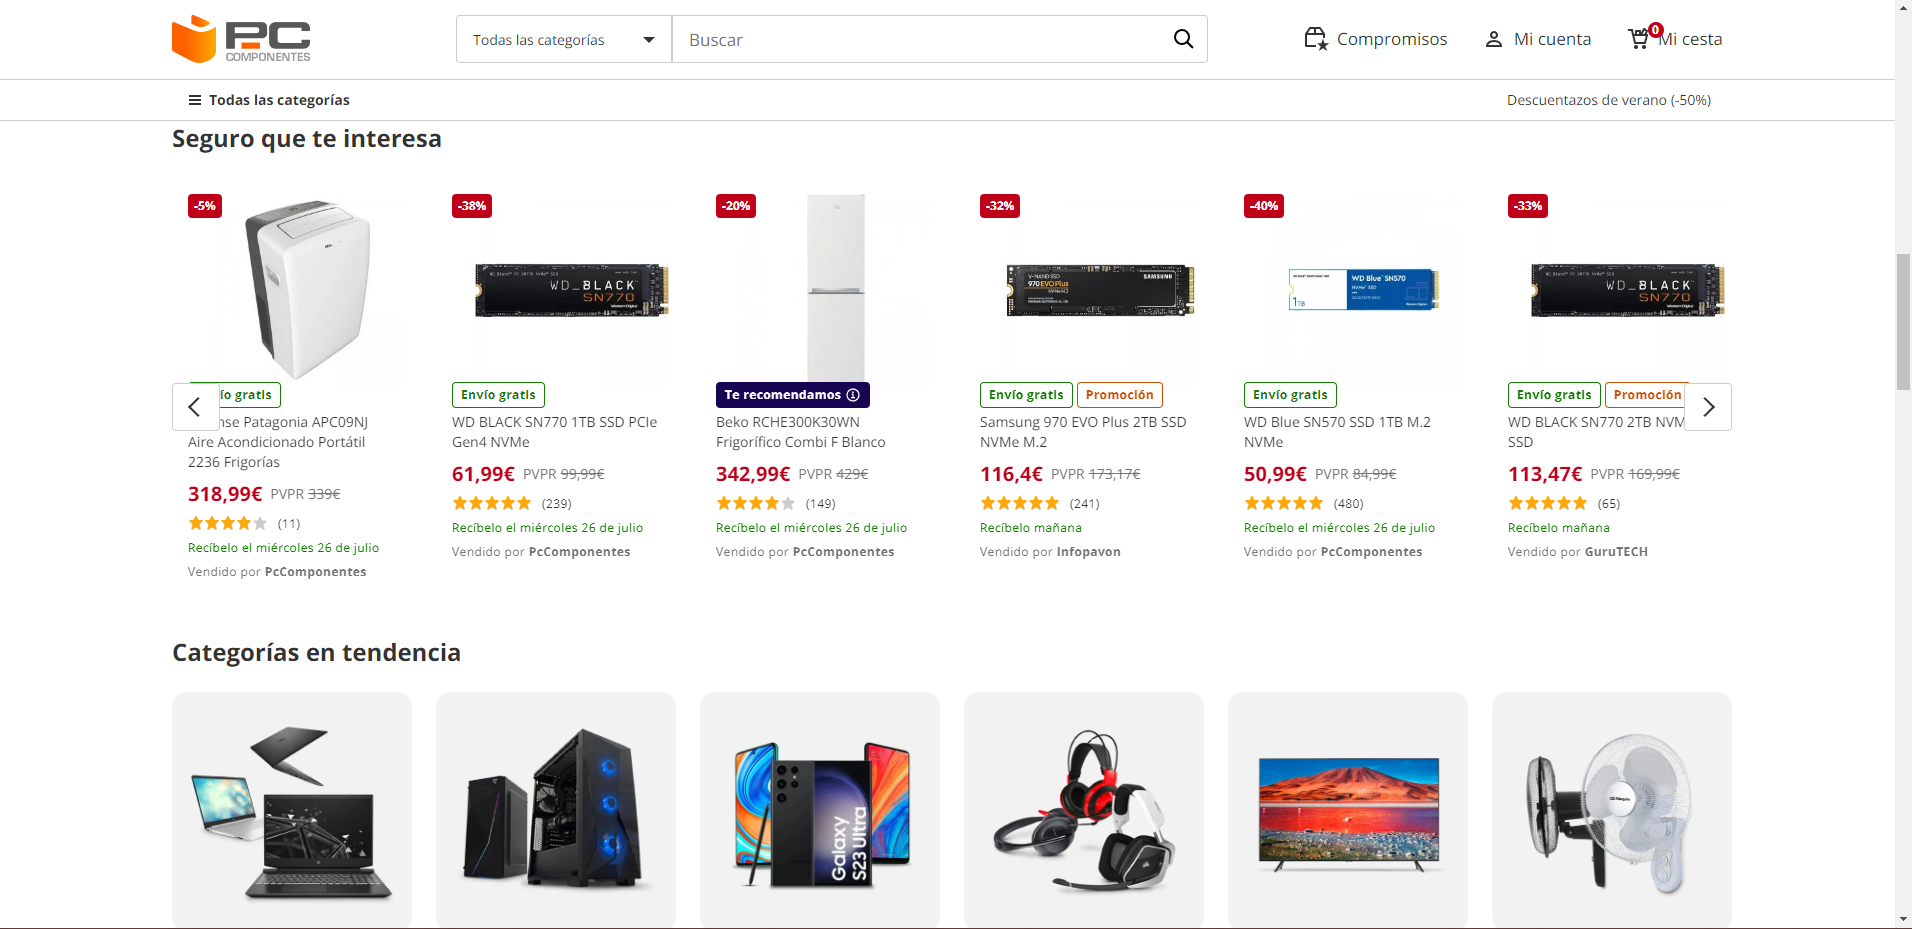 PC
COMPONENTES
Todas las categorías
Buscar
Compromisos
Mi cuenta
0
Mi cesta
Todas las categorías
Descuentazos de verano (-50%)
Seguro que te interesa
-5%
ío gratis
nse Patagonia APC09NJ
Aire Acondicionado Portátil
2236 Frigorías
318,99€ PVPR 339€
(11)
Recíbelo el miércoles 26 de julio
Vendido por PcComponentes
-38%
WD_BLACK
SN770
Envío gratis
WD BLACK SN770 1TB SSD PCIe
Gen4 NVMe
61,99€ PVPR 99,99€
(239)
Recíbelo el miércoles 26 de julio
Vendido por PcComponentes
-20%
Te recomendamos
Beko RCHE300K30WN
Frigorífico Combi F Blanco
342,99€ PVPR 429€
(149)
Recíbelo el miércoles 26 de julio
Vendido por PcComponentes
-32%
V-NAND SSD
970 EVO Plus
NVMe M.2
SAMSUNG
Envío gratis
Promoción
Samsung 970 EVO Plus 2TB SSD
NVMe M.2
116,4€ PVPR 173,17€
(241)
Recíbelo mañana
Vendido por Infopavon
-40%
WD Blue™ SN570
NVMe™ SSD
1TB
Envío gratis
WD Blue SN570 SSD 1TB M.2
NVMe
50,99€ PVPR 84,99€
(480)
Recíbelo el miércoles 26 de julio
Vendido por PcComponentes
-33%
WD_BLACK
SN770
Envío gratis
Promoción
WD BLACK SN770 2TB NVM
SSD
113,47€ PVPR 169,99€
(65)
Recíbelo mañana
Vendido por GuruTECH
Categorías en tendencia
Galaxy
S23 Ultra